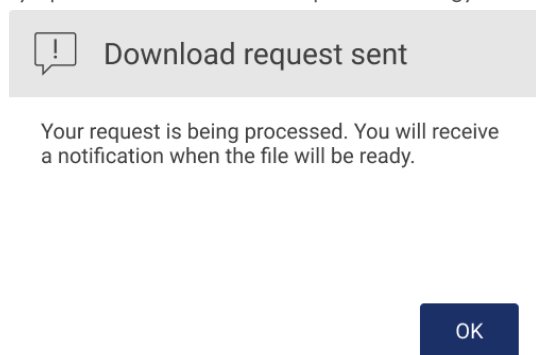 !
Download request sent
Your request is being processed. You will receive
a notification when the file will be ready.
OK